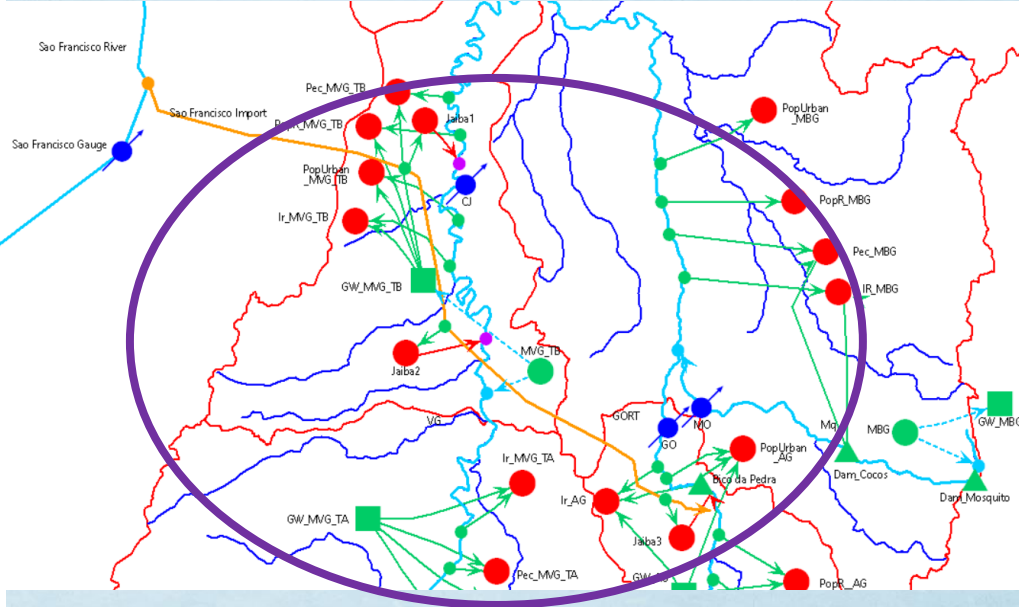 Sao Francisco River
Pec_MVG_TB
Sao Francisco Import
PopR_MVG_TB
Jaiba1
PopUrban
_MBG
Sao Francisco Gauge
PopUrban
_MVG_TB
CJ
PopR_MBG
Ir_MVG_TB
Pec_MBG
GW_MVG_TB
IR_MBG
MVG_TB
Jaiba2
VG
GORT
GO
MO
Mq
MBG
GW_MBG
PopUrban
_AG
Dam_Cocos
Dam_Mosquito
Ir_MVG_TA
Bico da Pedra
Ir_AG
GW_MVG_TA
Jaiba3
Pec_MVG_TA
PopR_AG